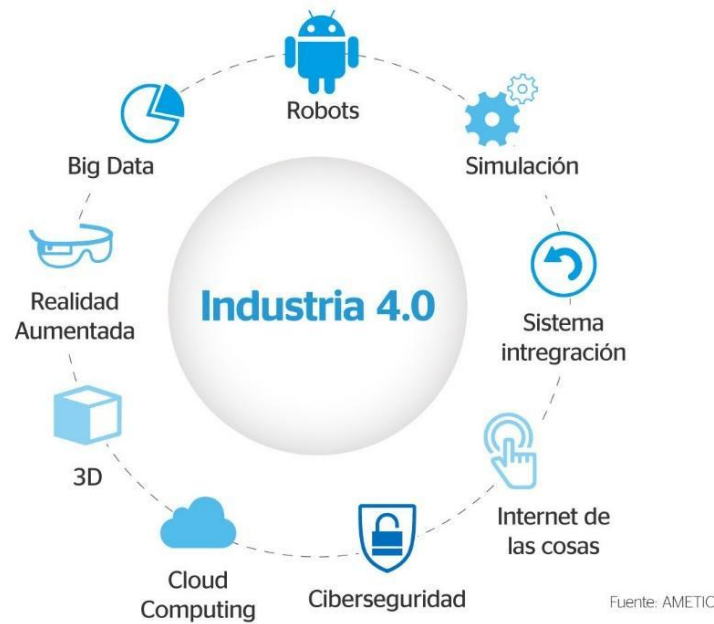 Robots
Simulación
Sistema
intregración
Internet de
las cosas
Ciberseguridad
Cloud
Computing
3D
Realidad
Aumentada
Big Data
Industria 4.0
Fuente: AMETIC